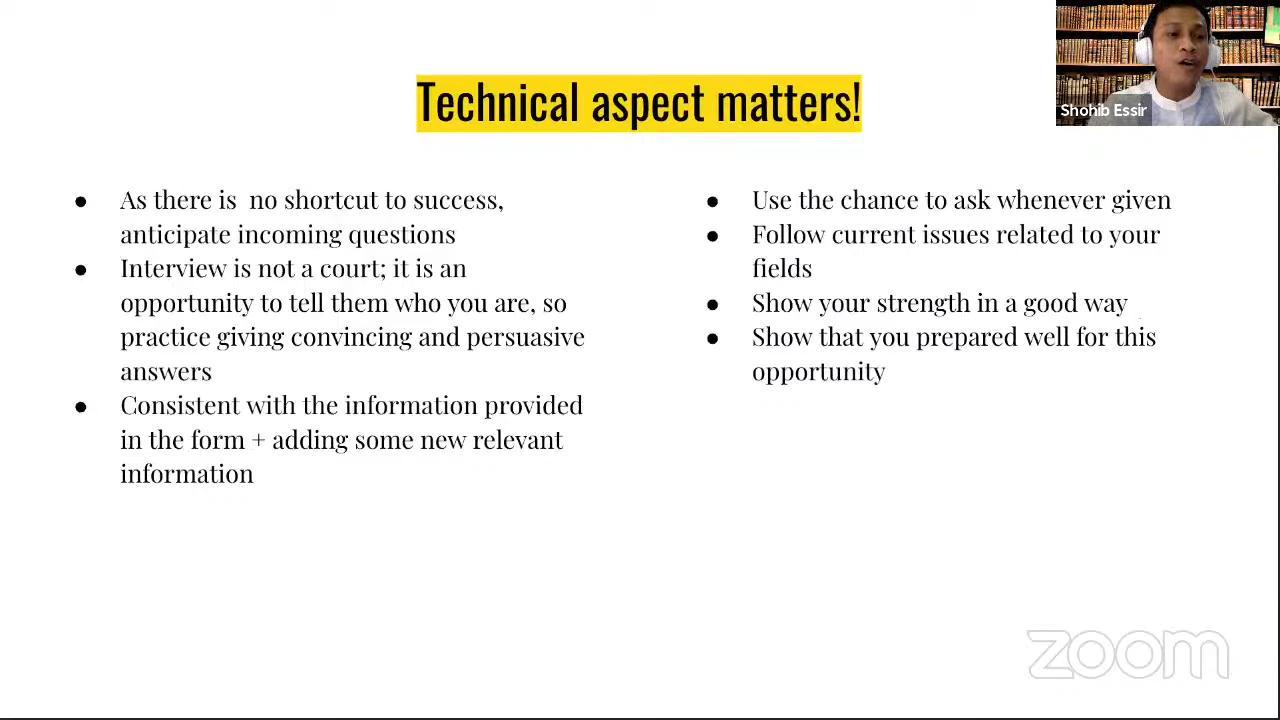 Technical aspect matters!
Shohib Essir
● As there is  no shortcut to success,
anticipate incoming questions
● Interview is not a court; it is an
opportunity to tell them who you are, so
practice giving convincing and persuasive
answers
● Consistent with the information provided
in the form + adding some new relevant
information
● Use the chance to ask whenever given
● Follow current issues related to your
fields
● Show your strength in a good way
● Show that you prepared well for this
opportunity
zoom